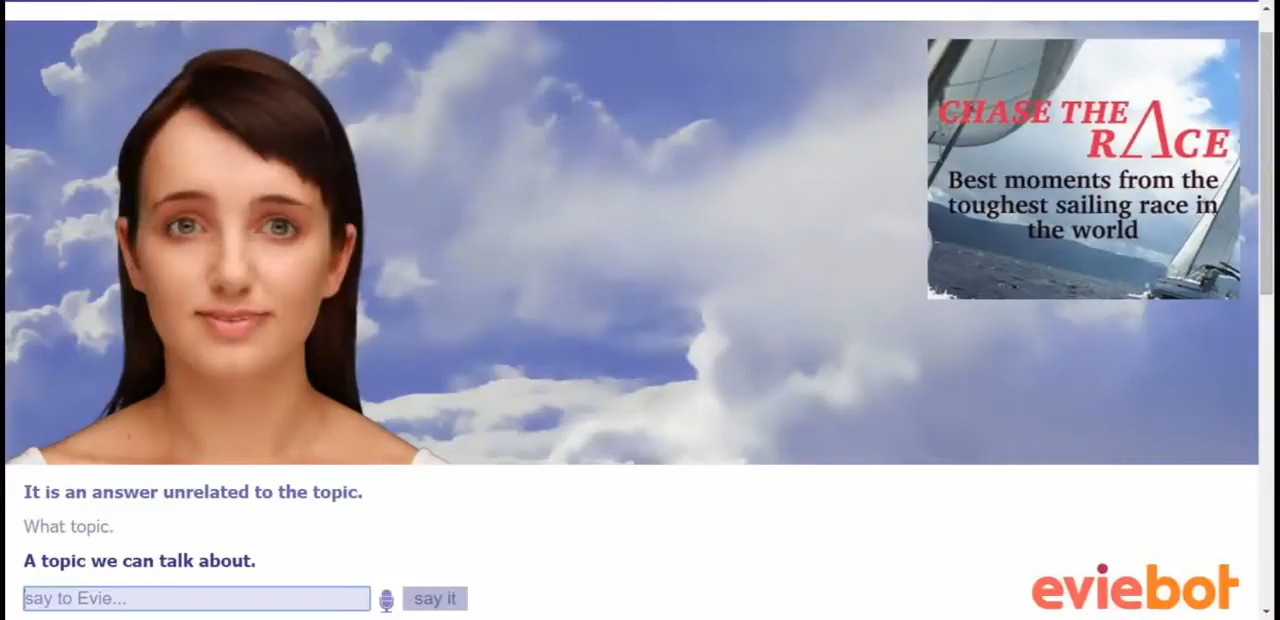 CHASE THE
RACE
Best moments from the
toughest sailing race in
the world
It is an answer unrelated to the topic.
What topic.
A topic we can talk about.
say to Evie...
say it
eviebot